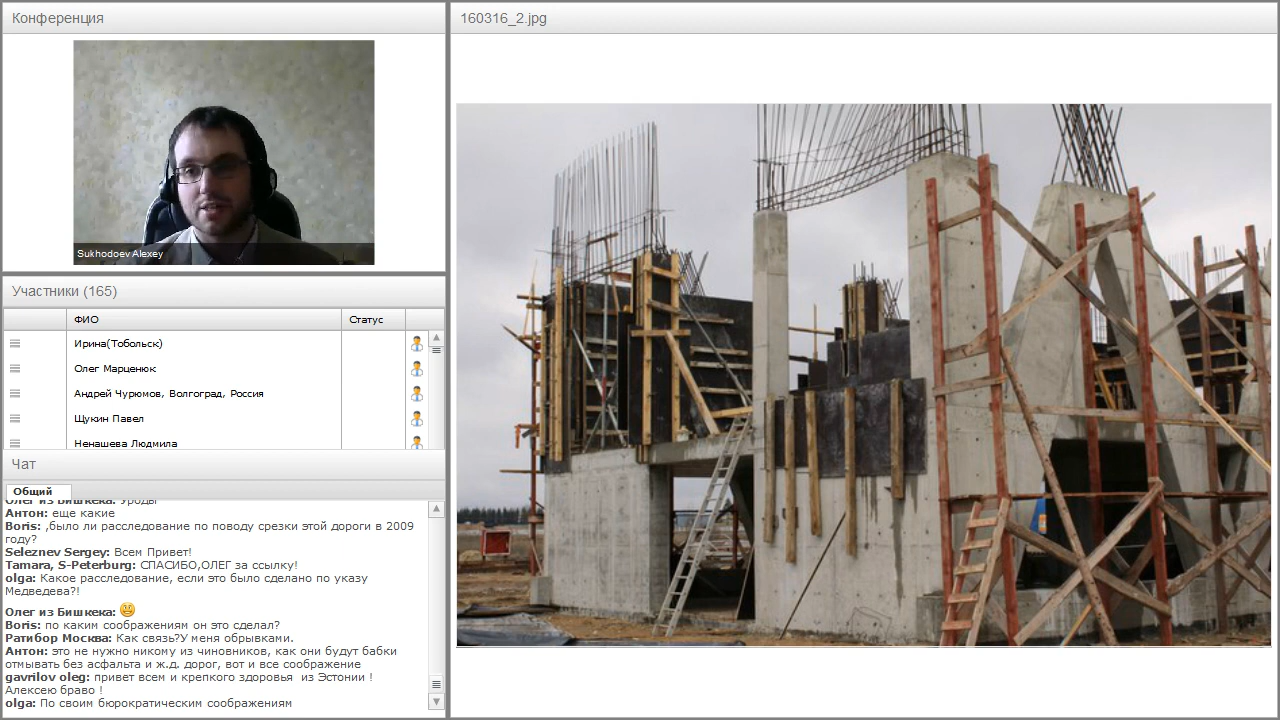 Конференция
Sukhodoev Alexey
Участники (165)
ФИО
Статус
Ирина(Тобольск)
Олег Марценюк
Андрей Чурюмов, Волгоград, Россия
Щукин Павел
Ненашева Людмила
Чат
Общий
Олег из Бишкека: Уроды
Антон: еще какие
Boris: ,было ли расследование по поводу срезки этой дороги в 2009
году?
Seleznev Sergey: Всем Привет!
Tamara, S-Peterburg: СПАСИБО,ОЛЕГ за ссылку!
olga: Какое расследование, если это было сделано по указу
Медведева?!
Олег из Бишкека:
Boris: по каким соображениям он это сделал?
Ратибор Москва: Как связь?У меня обрывками.
Антон: это не нужно никому из чиновников, как они будут бабки
отмывать без асфальта и ж.д. дорог, вот и все соображение
gavrilov oleg: привет всем и крепкого здоровья  из Эстонии !
Алексею браво !
olga: По своим бюрократическим соображениям
160316_2.jpg